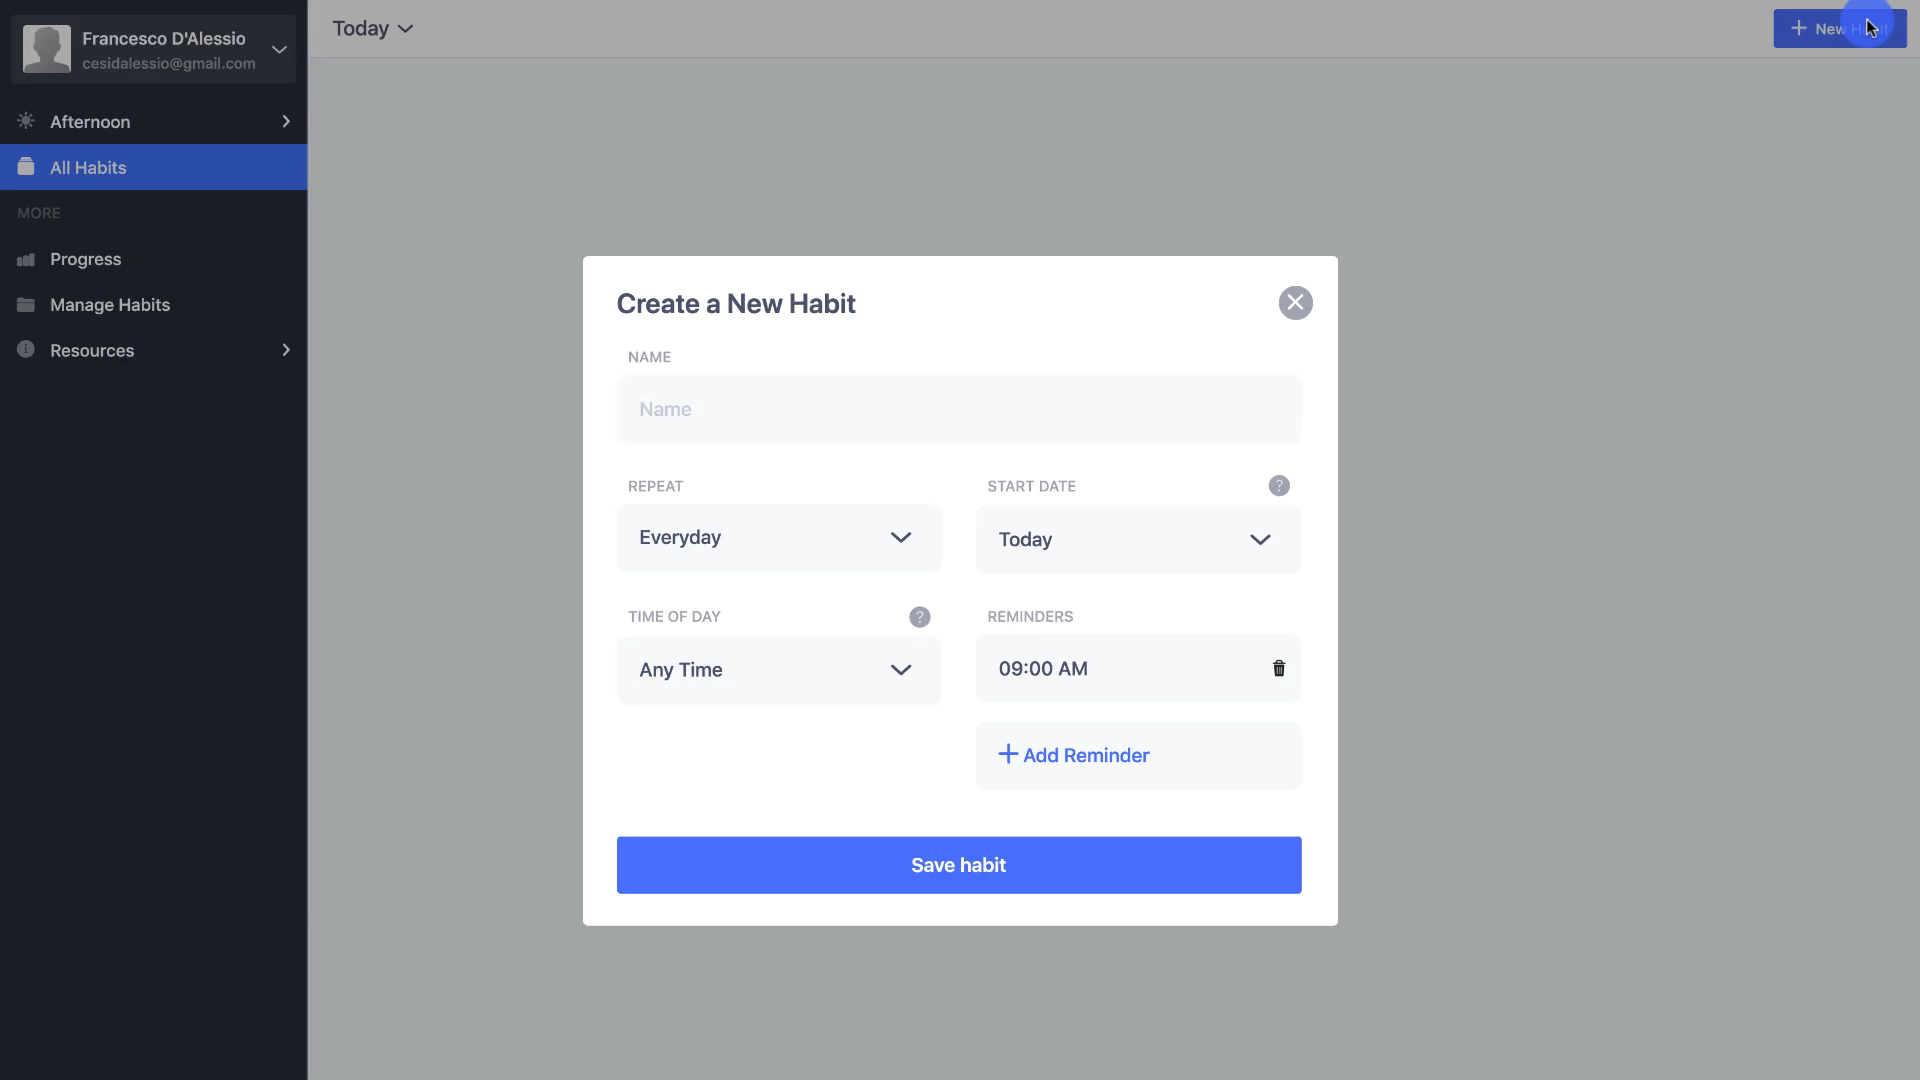 Francesco D'Alessio
cesidalessio@gmail.com
Afternoon
All Habits
MORE
Progress
Manage Habits
Resources
Today
New Habit
Create a New Habit
NAME
Name
REPEAT
START DATE
?
Everyday
Today
TIME OF DAY
?
REMINDERS
Any Time
09:00 AM
Add Reminder
Save habit